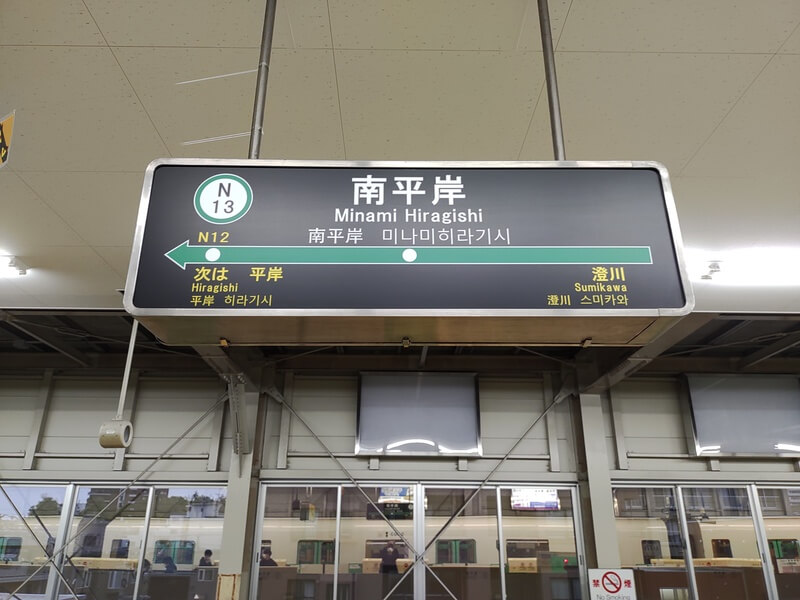 N
13
南平岸
Minami Hiragishi
南平岸 미나미히라기시
N12
次は 平岸
Hiragishi
平岸 히라기시
澄川
Sumikawa
澄川 스미카와
禁煙
No Smoking